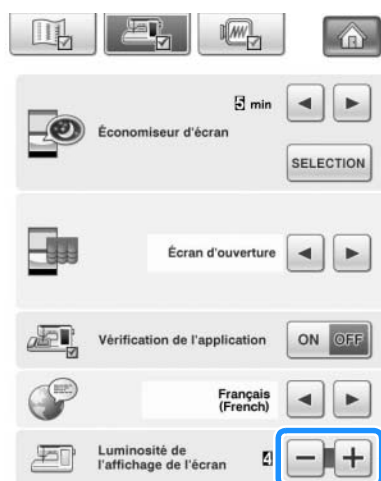 5 min
Économiseur d'écran
SELECTION
Écran d'ouverture
Vérification de l'application
ON OFF
Français
(French)
Luminosité de
l'affichage de l'écran
4
− +